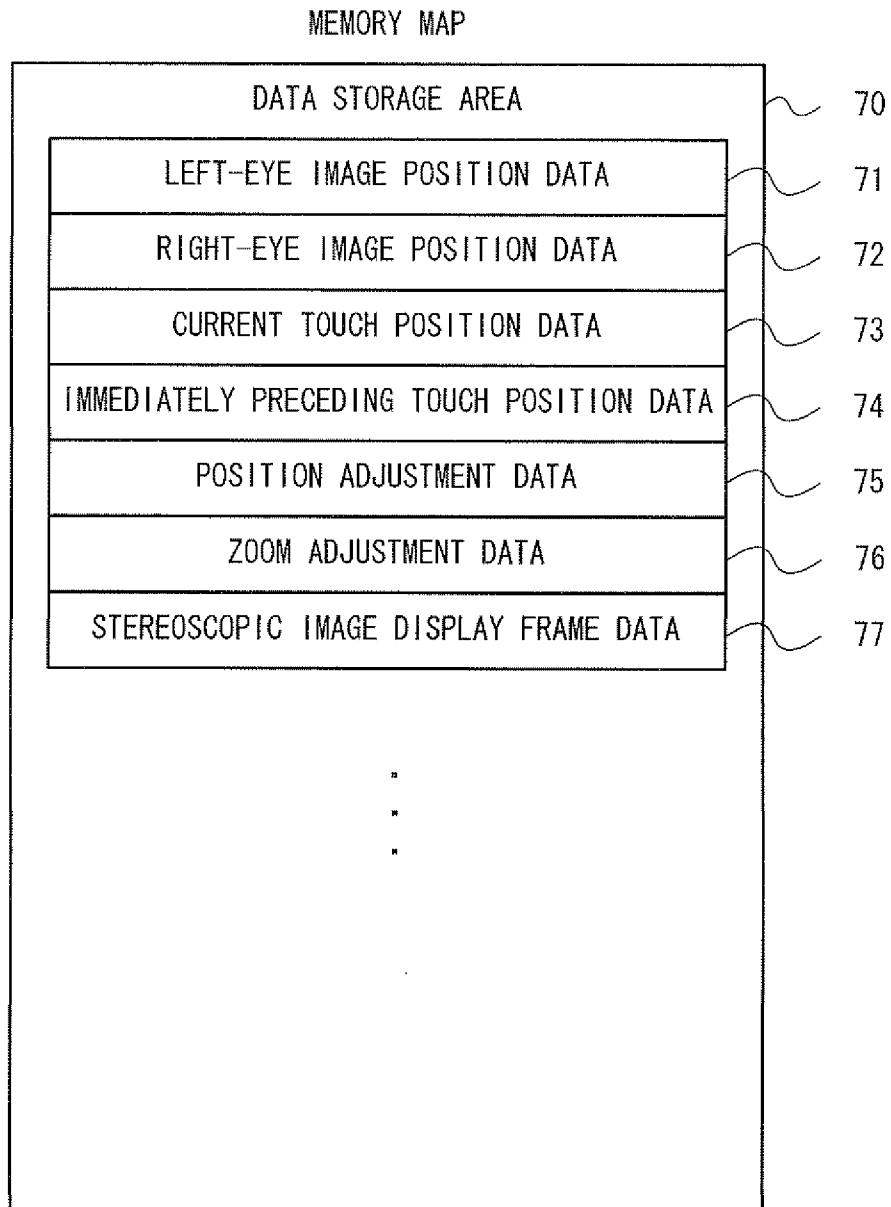 MEMORY MAP
DATA STORAGE AREA 70
LEFT-EYE IMAGE POSITION DATA 71
RIGHT-EYE IMAGE POSITION DATA 72
CURRENT TOUCH POSITION DATA 73
IMMEDIATELY PRECEDING TOUCH POSITION DATA 74
POSITION ADJUSTMENT DATA 75
ZOOM ADJUSTMENT DATA 76
STEREOSCOPIC IMAGE DISPLAY FRAME DATA 77